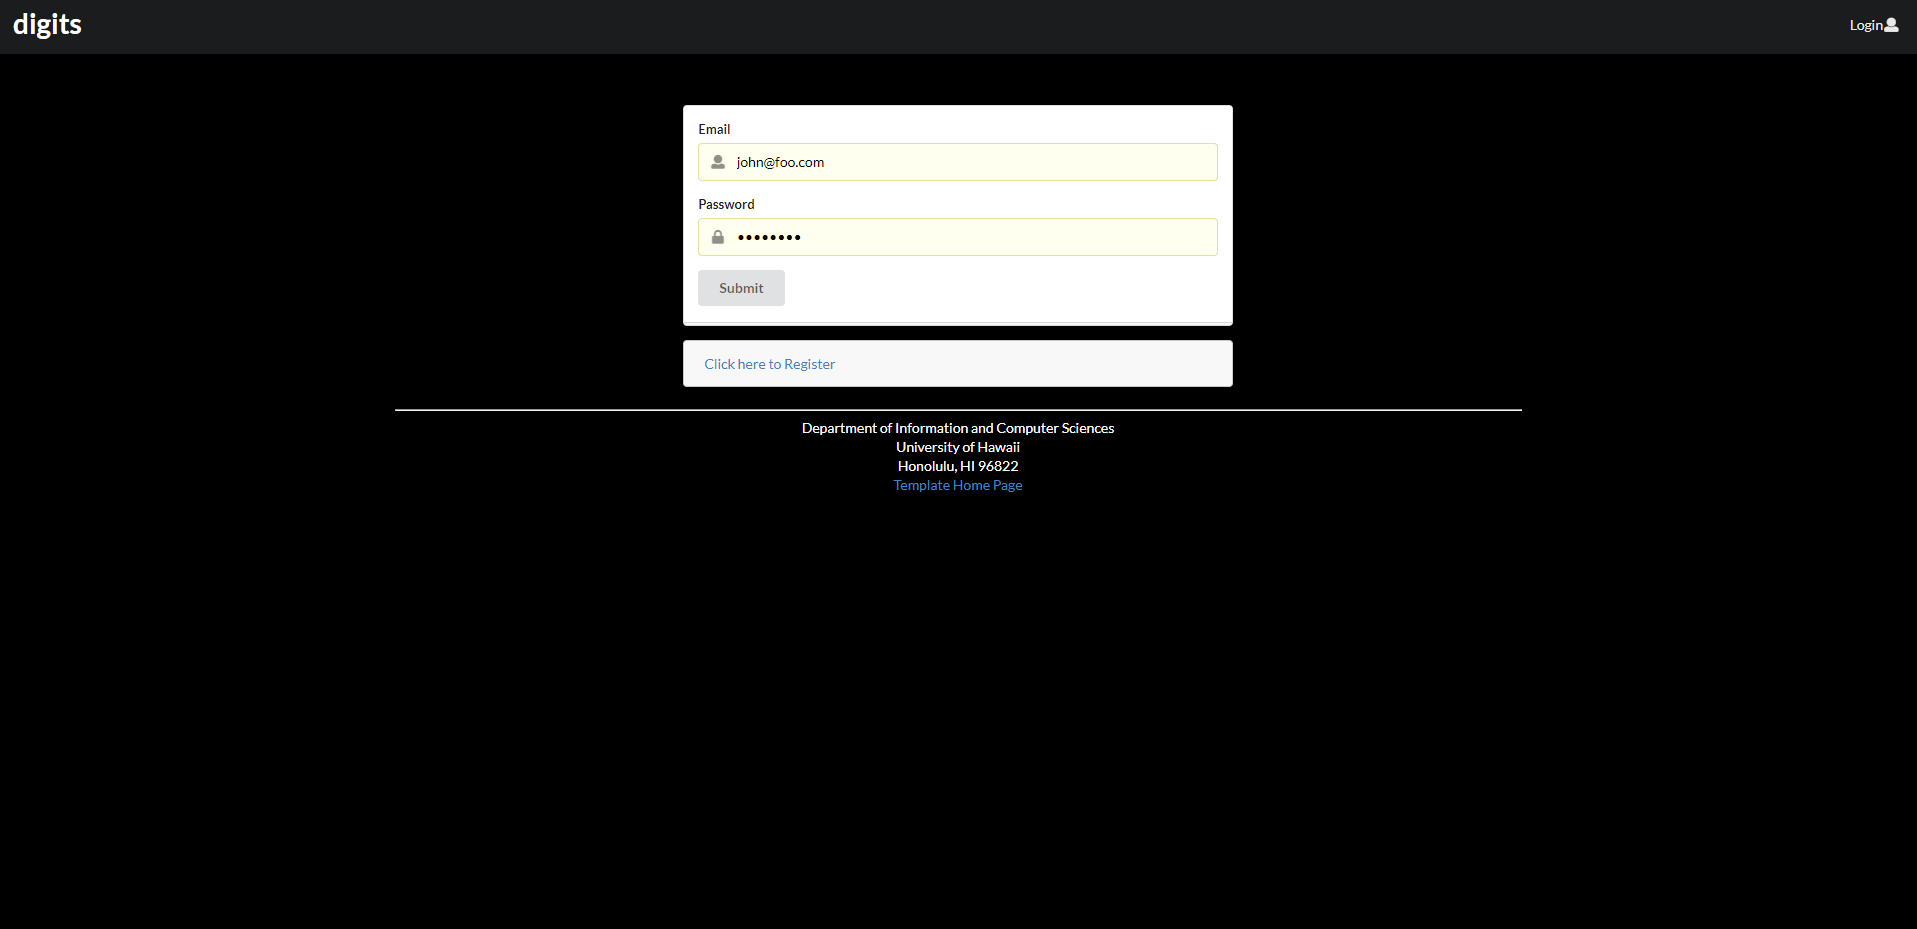 digits
Login
Email
john@foo.com
Password
••••••••
Submit
Click here to Register
Department of Information and Computer Sciences
University of Hawaii
Honolulu, HI 96822
Template Home Page